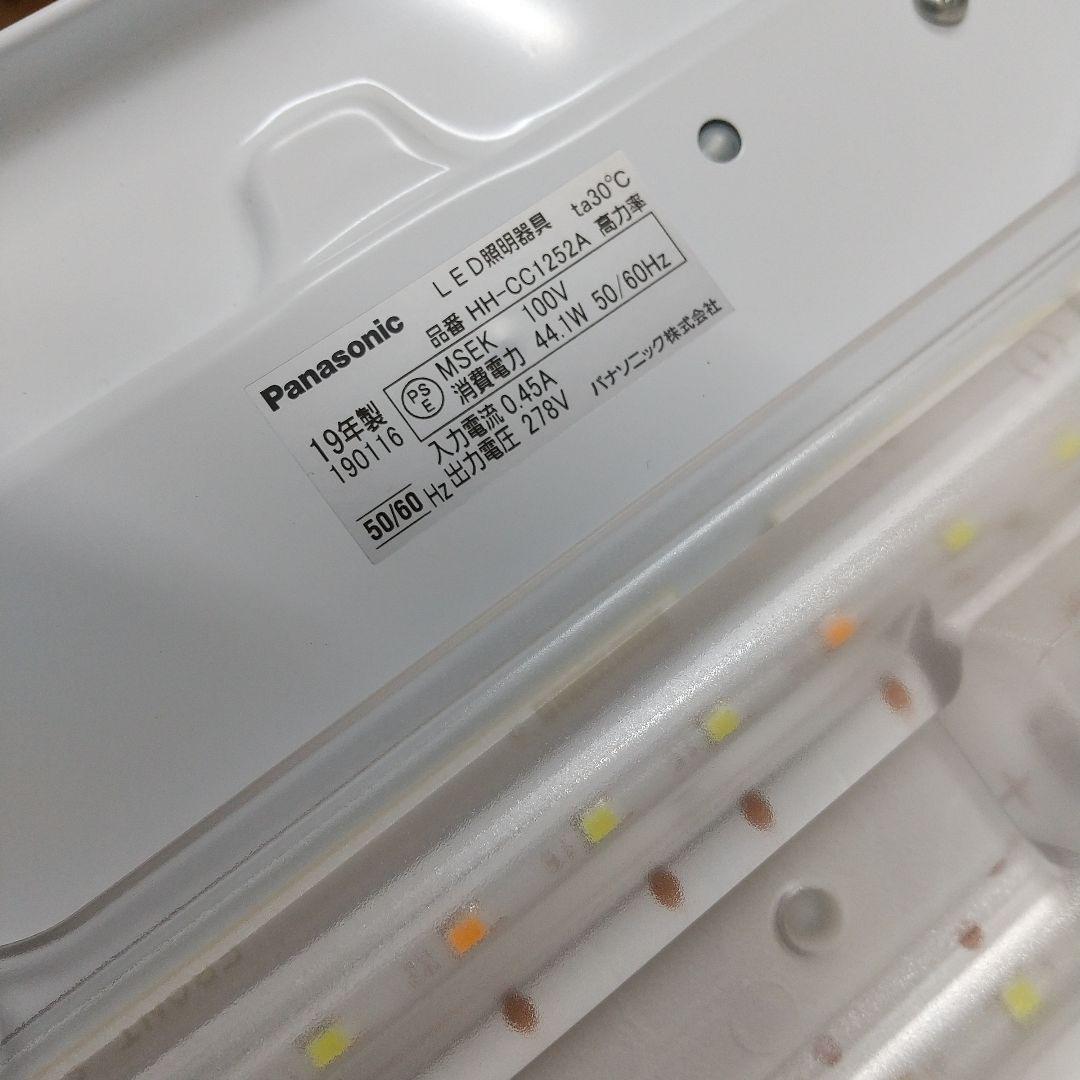 Panasonic
LED照明器具 ta30℃
19年製
190116
品番 HH-CC1252A 高力率
PSE
MSEK 100V
消費電力 44.1W 50/60Hz
入力電流 0.45A
50/60 Hz 出力電圧 278V パナソニック株式会社